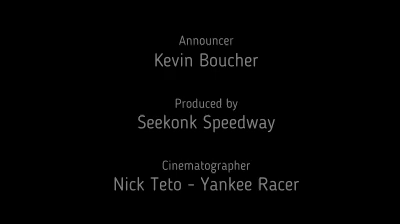 Announcer
Kevin Boucher
Produced by
Seekonk Speedway
Cinematographer
Nick Teto - Yankee Racer